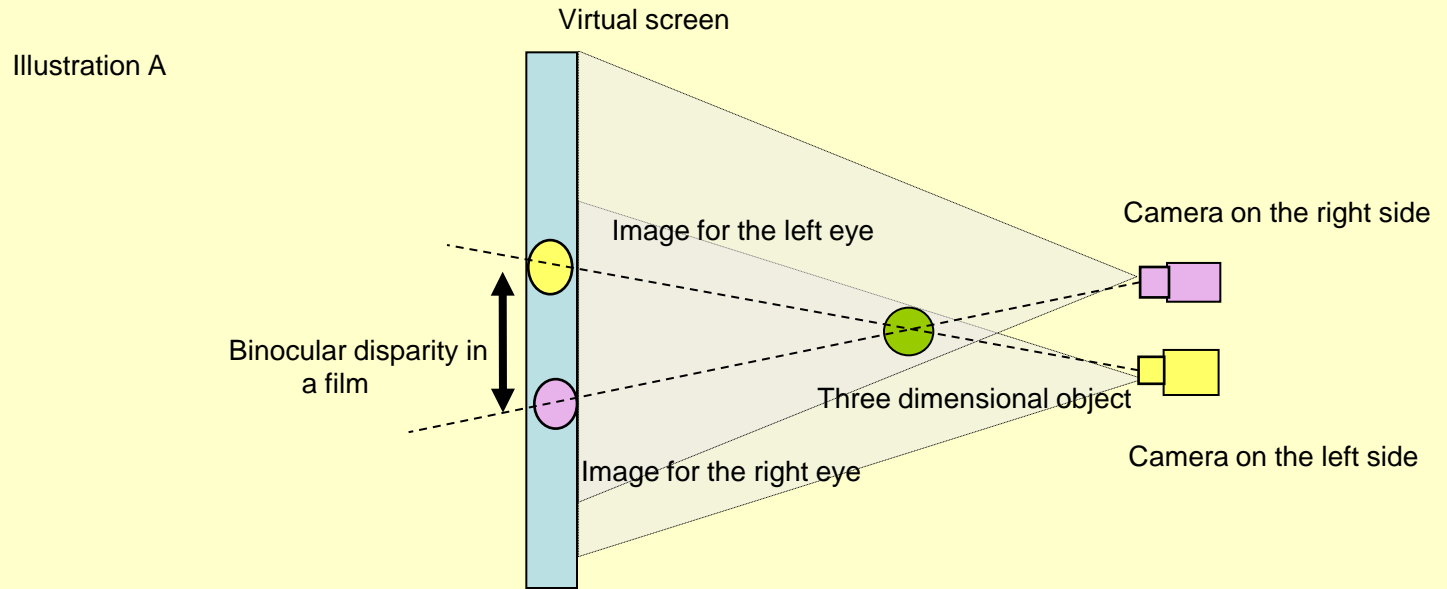 Virtual screen
Illustration A
Image for the left eye
Camera on the right side
Binocular disparity in
a film
Three dimensional object
Camera on the left side
Image for the right eye